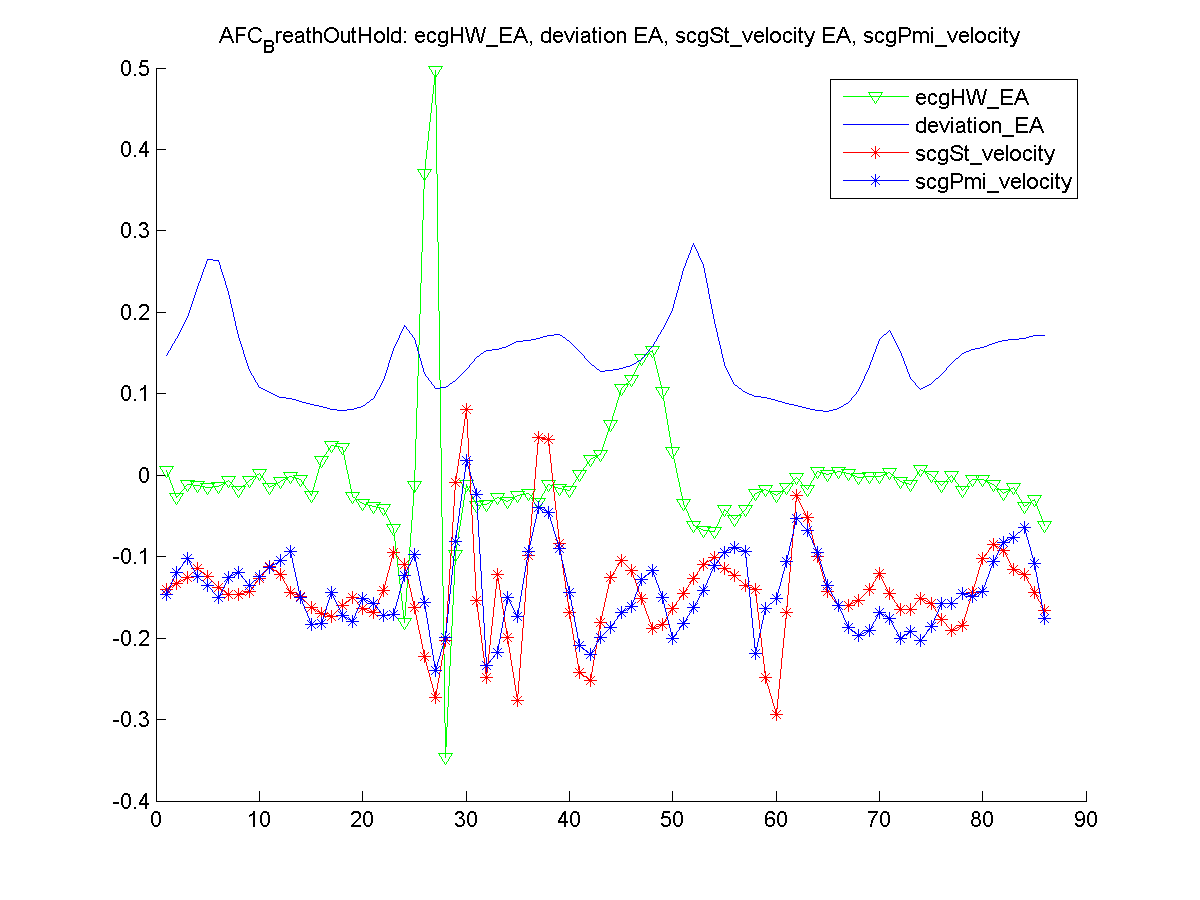 AFC_BreathOutHold: ecgHW_EA, deviation EA, scgSt_velocity EA, scgPmi_velocity
0.5
ecgHW_EA
deviation_EA
scgSt_velocity
scgPmi_velocity
0.4
0.3
0.2
0.1
0
-0.1
-0.2
-0.3
-0.4
0 10 20 30 40 50 60 70 80 90